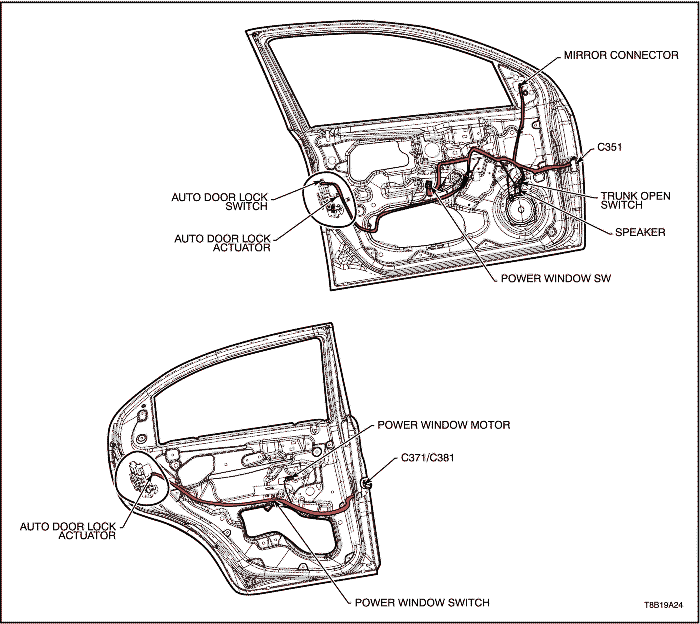 MIRROR CONNECTOR
C351
AUTO DOOR LOCK
SWITCH
TRUNK OPEN
SWITCH
AUTO DOOR LOCK
ACTUATOR
SPEAKER
POWER WINDOW SW
POWER WINDOW MOTOR
C371/C381
AUTO DOOR LOCK
ACTUATOR
POWER WINDOW SWITCH
T8B19A24